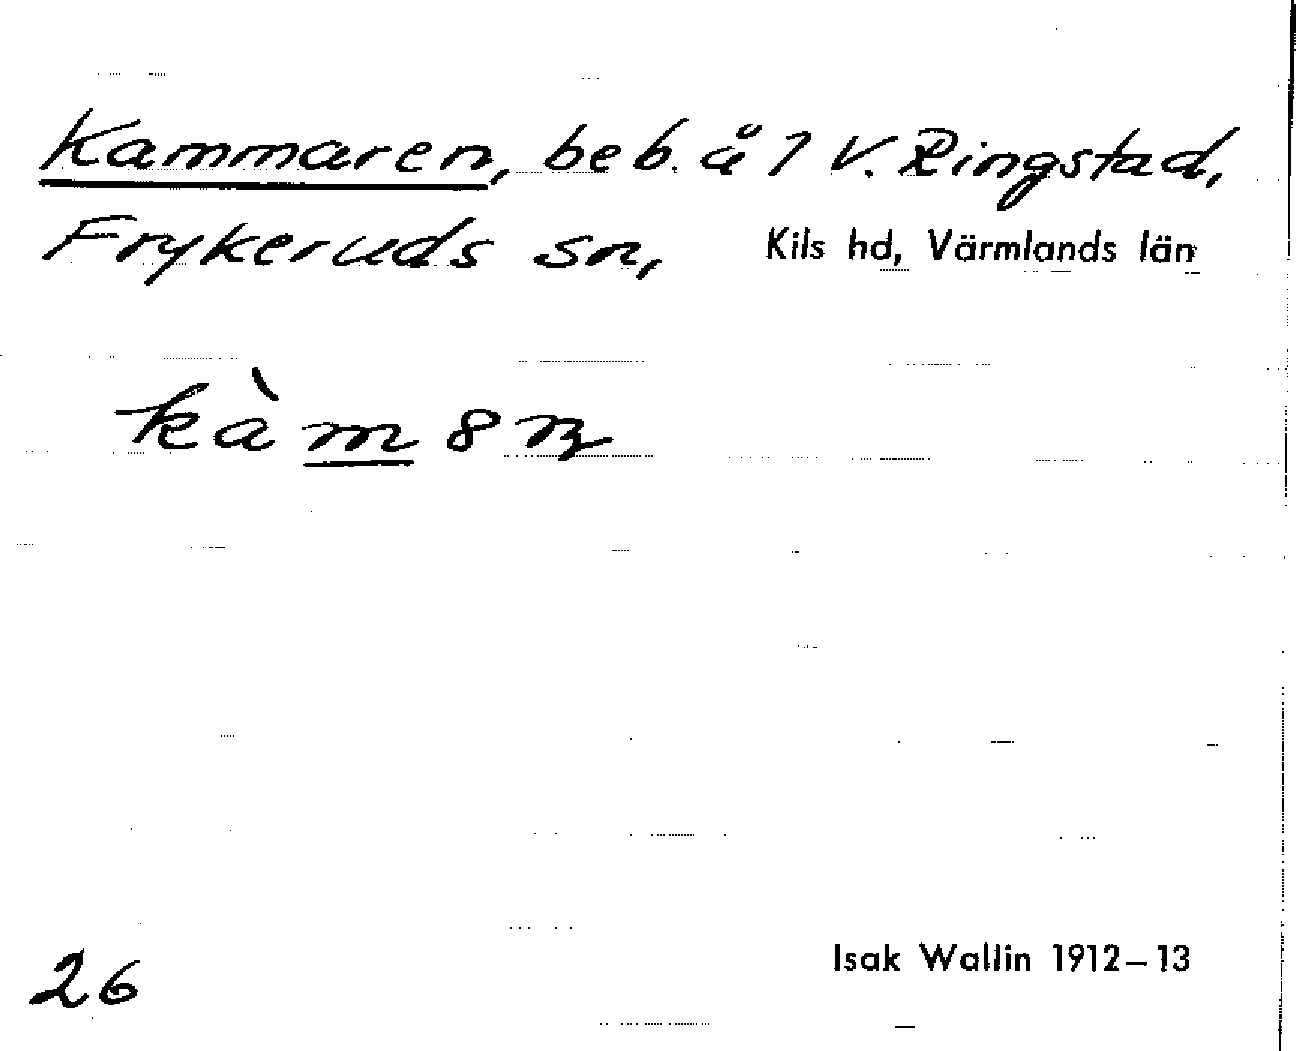 Kammaren, beb. å 1 V. Ringstad,
Frykeruds sn, Kils hd, Värmlands län
kàm8n
26
Isak Wallin 1912–13